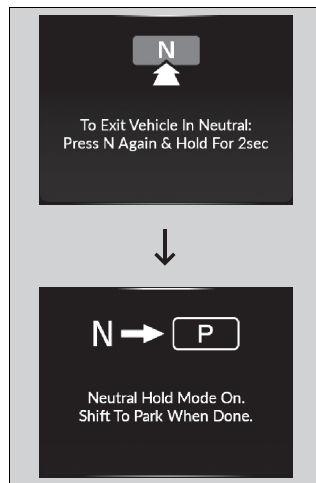 N
To Exit Vehicle In Neutral:
Press N Again & Hold For 2sec
N P
Neutral Hold Mode On.
Shift To Park When Done.